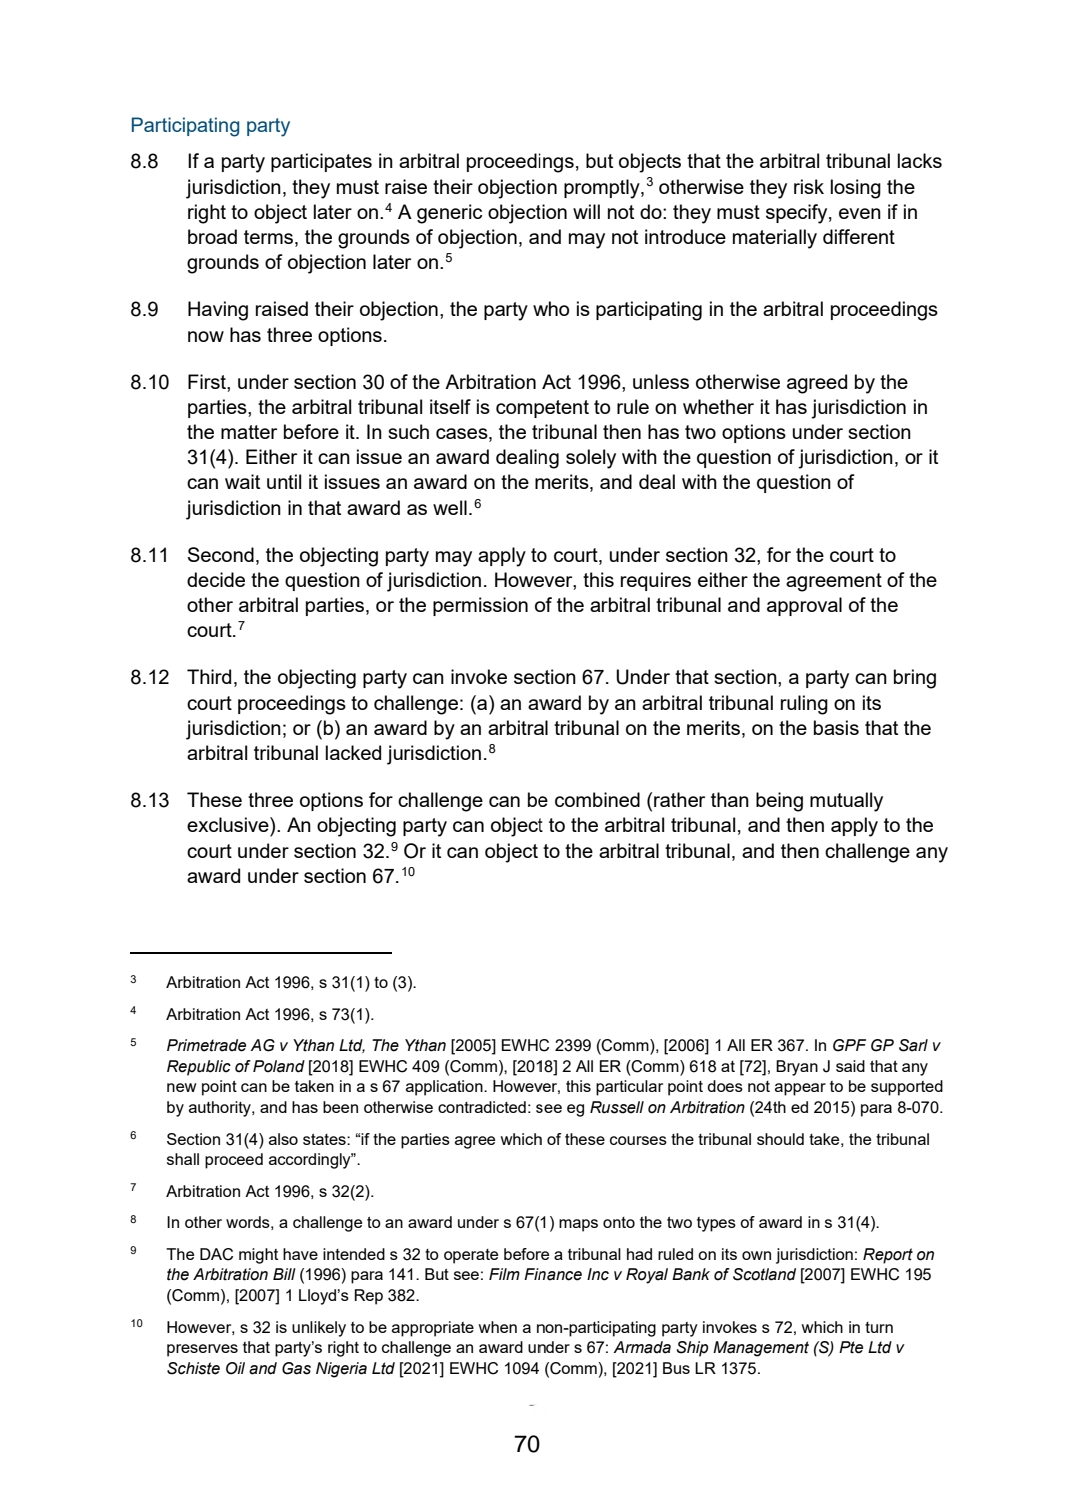 Participating party
8.8 If a party participates in arbitral proceedings, but objects that the arbitral tribunal lacks
jurisdiction, they must raise their objection promptly,3 otherwise they risk losing the
right to object later on.4 A generic objection will not do: they must specify, even if in
broad terms, the grounds of objection, and may not introduce materially different
grounds of objection later on.5
8.9 Having raised their objection, the party who is participating in the arbitral proceedings
now has three options.
8.10 First, under section 30 of the Arbitration Act 1996, unless otherwise agreed by the
parties, the arbitral tribunal itself is competent to rule on whether it has jurisdiction in
the matter before it. In such cases, the tribunal then has two options under section
31(4). Either it can issue an award dealing solely with the question of jurisdiction, or it
can wait until it issues an award on the merits, and deal with the question of
jurisdiction in that award as well.6
8.11 Second, the objecting party may apply to court, under section 32, for the court to
decide the question of jurisdiction. However, this requires either the agreement of the
other arbitral parties, or the permission of the arbitral tribunal and approval of the
court.7
8.12 Third, the objecting party can invoke section 67. Under that section, a party can bring
court proceedings to challenge: (a) an award by an arbitral tribunal ruling on its
jurisdiction; or (b) an award by an arbitral tribunal on the merits, on the basis that the
arbitral tribunal lacked jurisdiction.8
8.13 These three options for challenge can be combined (rather than being mutually
exclusive). An objecting party can object to the arbitral tribunal, and then apply to the
court under section 32.9 Or it can object to the arbitral tribunal, and then challenge any
award under section 67.10
3 Arbitration Act 1996, s 31(1) to (3).
4 Arbitration Act 1996, s 73(1).
5 Primetrade AG v Ythan Ltd, The Ythan [2005] EWHC 2399 (Comm), [2006] 1 All ER 367. In GPF GP Sarl v
Republic of Poland [2018] EWHC 409 (Comm), [2018] 2 All ER (Comm) 618 at [72], Bryan J said that any
new point can be taken in a s 67 application. However, this particular point does not appear to be supported
by authority, and has been otherwise contradicted: see eg Russell on Arbitration (24th ed 2015) para 8-070.
6 Section 31(4) also states: “if the parties agree which of these courses the tribunal should take, the tribunal
shall proceed accordingly”.
7 Arbitration Act 1996, s 32(2).
8 In other words, a challenge to an award under s 67(1) maps onto the two types of award in s 31(4).
9 The DAC might have intended s 32 to operate before a tribunal had ruled on its own jurisdiction: Report on
the Arbitration Bill (1996) para 141. But see: Film Finance Inc v Royal Bank of Scotland [2007] EWHC 195
(Comm), [2007] 1 Lloyd’s Rep 382.
10 However, s 32 is unlikely to be appropriate when a non-participating party invokes s 72, which in turn
preserves that party’s right to challenge an award under s 67: Armada Ship Management (S) Pte Ltd v
Schiste Oil and Gas Nigeria Ltd [2021] EWHC 1094 (Comm), [2021] Bus LR 1375.
70